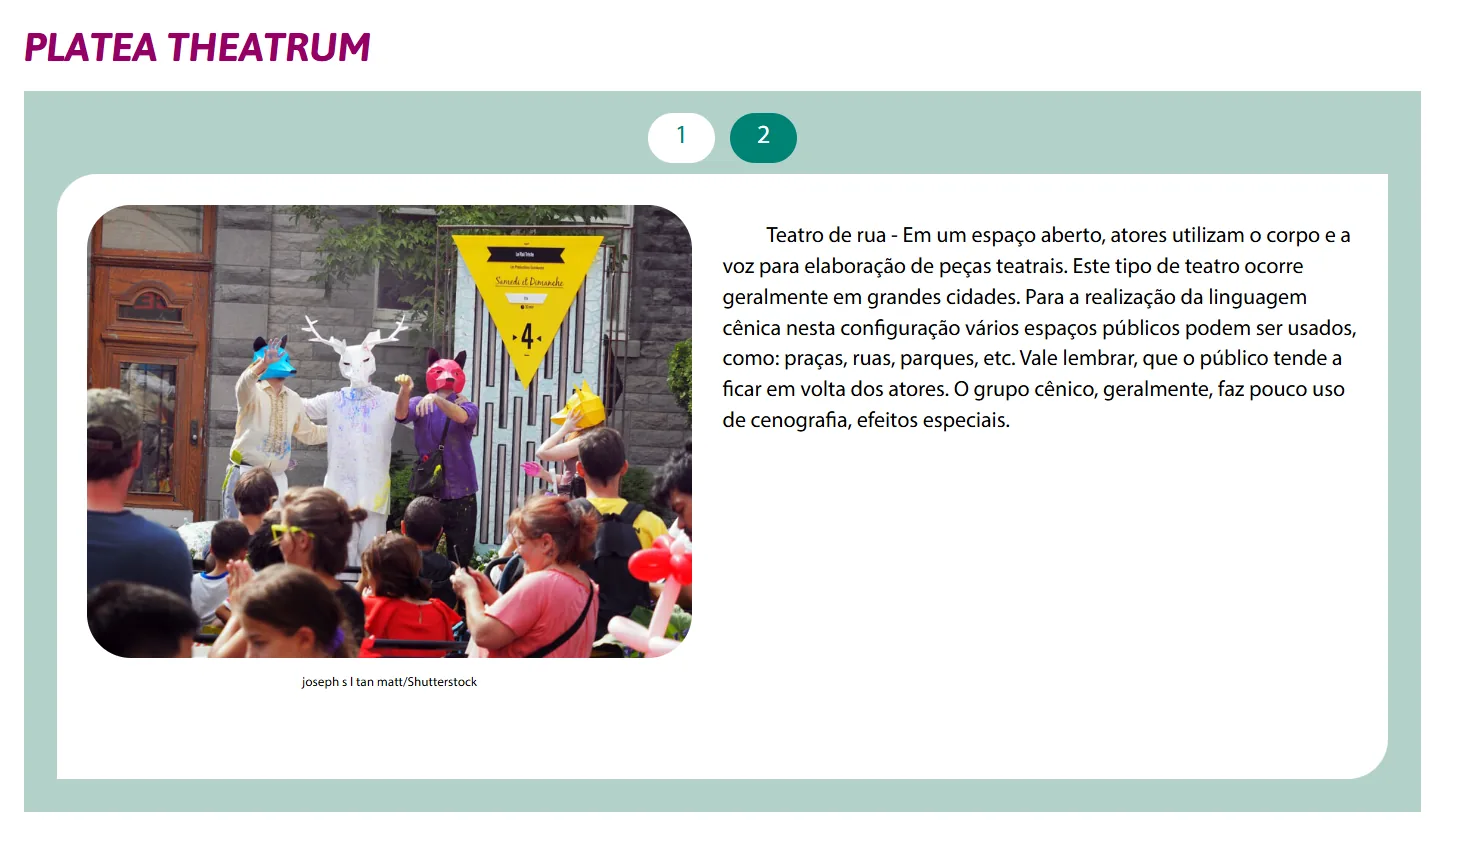 PLATEA THEATRUM
1
2
Samedi et Dimanche
4
Teatro de rua - Em um espaço aberto, atores utilizam o corpo e a
voz para elaboração de peças teatrais. Este tipo de teatro ocorre
geralmente em grandes cidades. Para a realização da linguagem
cênica nesta configuração vários espaços públicos podem ser usados,
como: praças, ruas, parques, etc. Vale lembrar, que o público tende a
ficar em volta dos atores. O grupo cênico, geralmente, faz pouco uso
de cenografia, efeitos especiais.
joseph s l tan matt/Shutterstock